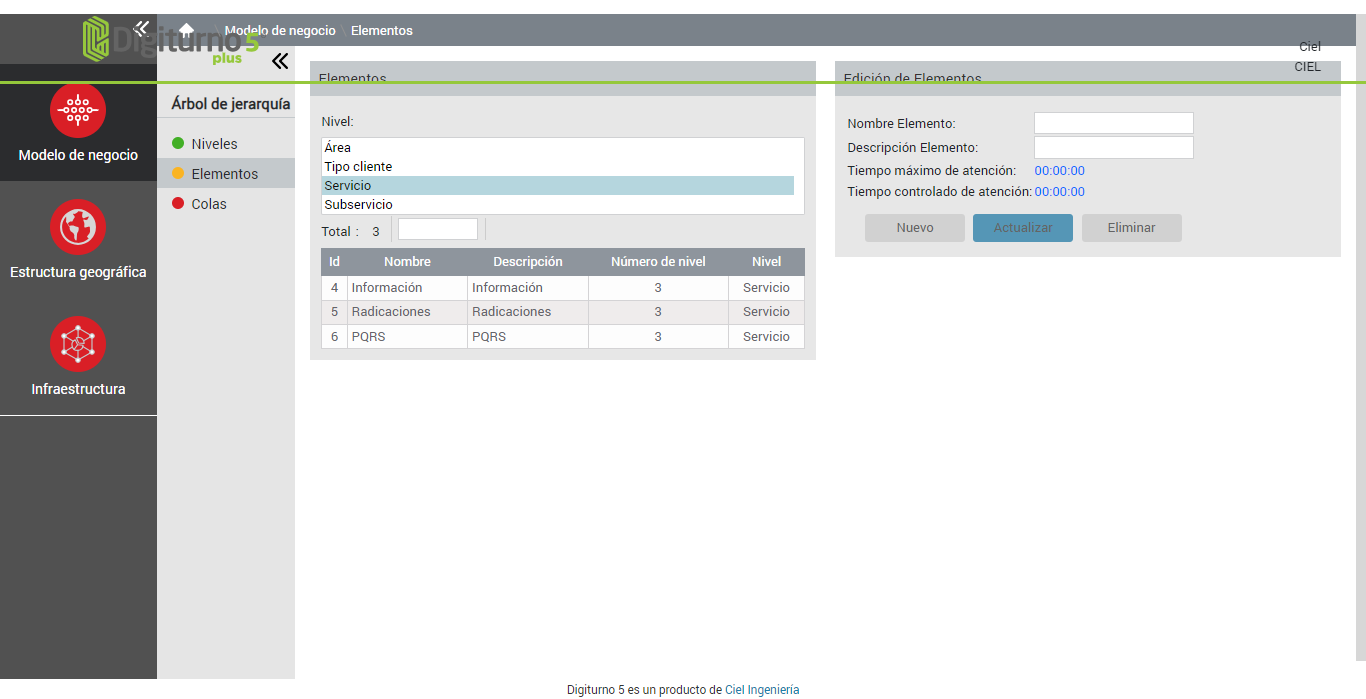 Digiturno 5
plus
Modelo de negocio
Elementos
Ciel
CIEL
Modelo de negocio
Estructura geográfica
Infraestructura
Árbol de jerarquía
Niveles
Elementos
Colas
Elementos
Nivel:
Área
Tipo cliente
Servicio
Subservicio
Total : 3
Id Nombre Descripción Número de nivel Nivel
4 Información Información 3 Servicio
5 Radicaciones Radicaciones 3 Servicio
6 PQRS PQRS 3 Servicio
Edición de Elementos
Nombre Elemento:
Descripción Elemento:
Tiempo máximo de atención: 00:00:00
Tiempo controlado de atención: 00:00:00
Nuevo Actualizar Eliminar
Digiturno 5 es un producto de Ciel Ingeniería